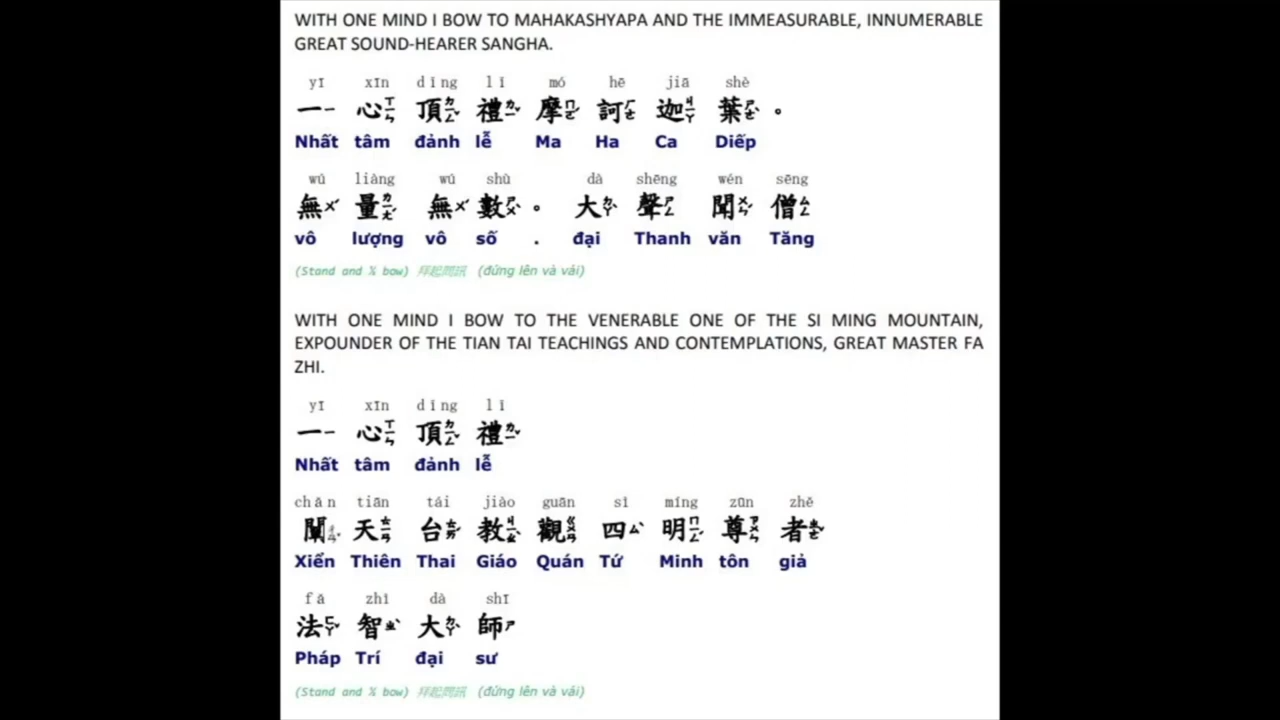 WITH ONE MIND I BOW TO MAHAKASHYAPA AND THE IMMEASURABLE, INNUMERABLE
GREAT SOUND-HEARER SANGHA.
yī xīn dǐng lǐ mó hē jiā shè
一 心 頂 禮 摩 訶 迦 葉 。
Nhất tâm đảnh lễ Ma Ha Ca Diếp
wú liàng wú shù dà shēng wén sēng
無 量 無 數 。 大 聲 聞 僧
vô lượng vô số . đại Thanh văn Tăng
(Stand and ½ bow) 拜起問訊 (đứng lên và vái)
WITH ONE MIND I BOW TO THE VENERABLE ONE OF THE SI MING MOUNTAIN,
EXPOUNDER OF THE TIAN TAI TEACHINGS AND CONTEMPLATIONS, GREAT MASTER FA
ZHI.
yī xīn dǐng lǐ
一 心 頂 禮
Nhất tâm đảnh lễ
chǎn tiān tái jiào guān sì míng zūn zhě
闡 天 台 教 觀 四 明 尊 者
Xiển Thiên Thai Giáo Quán Tứ Minh tôn giả
fǎ zhì dà shī
法 智 大 師
Pháp Trí đại sư
(Stand and ½ bow) 拜起問訊 (đứng lên và vái)